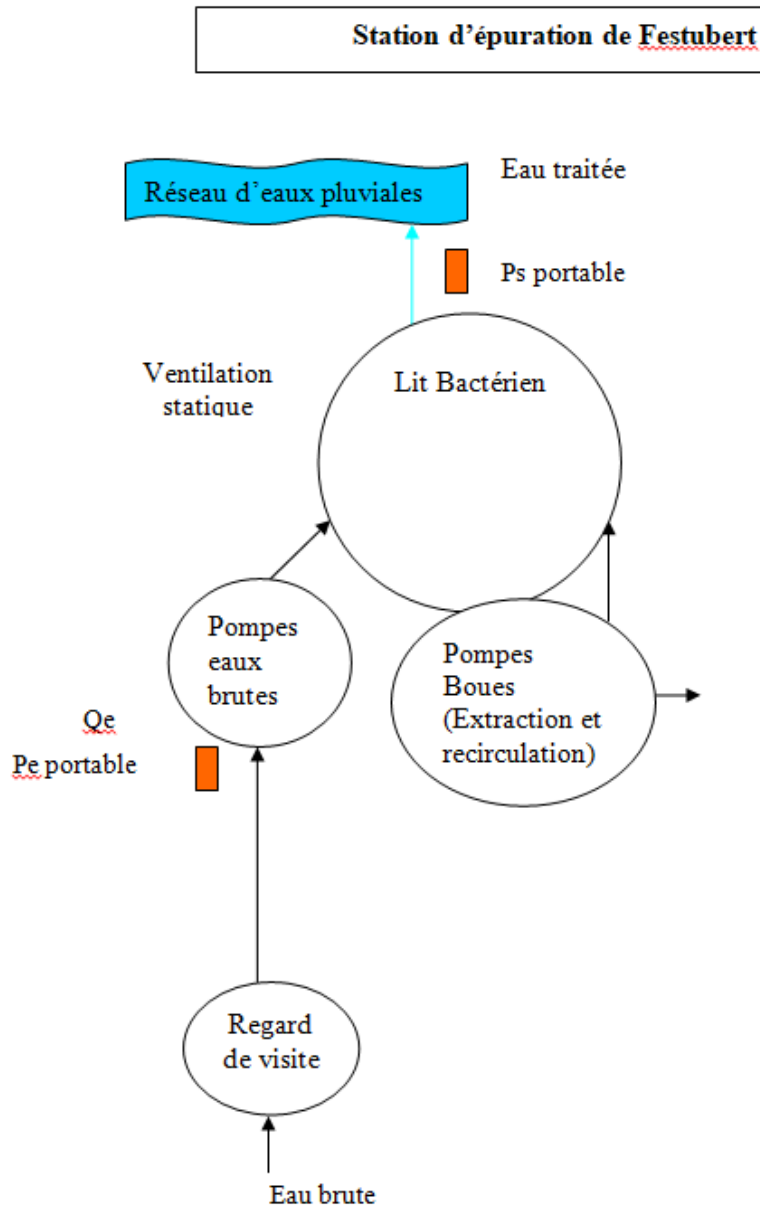 Station d'épuration de Festubert
Réseau d'eaux pluviales
Eau traitée
Ps portable
Ventilation
statique
Lit Bactérien
Pompes
eaux
brutes
Pompes
Boues
(Extraction et
recirculation)
Qe
Pe portable
Regard
de visite
Eau brute